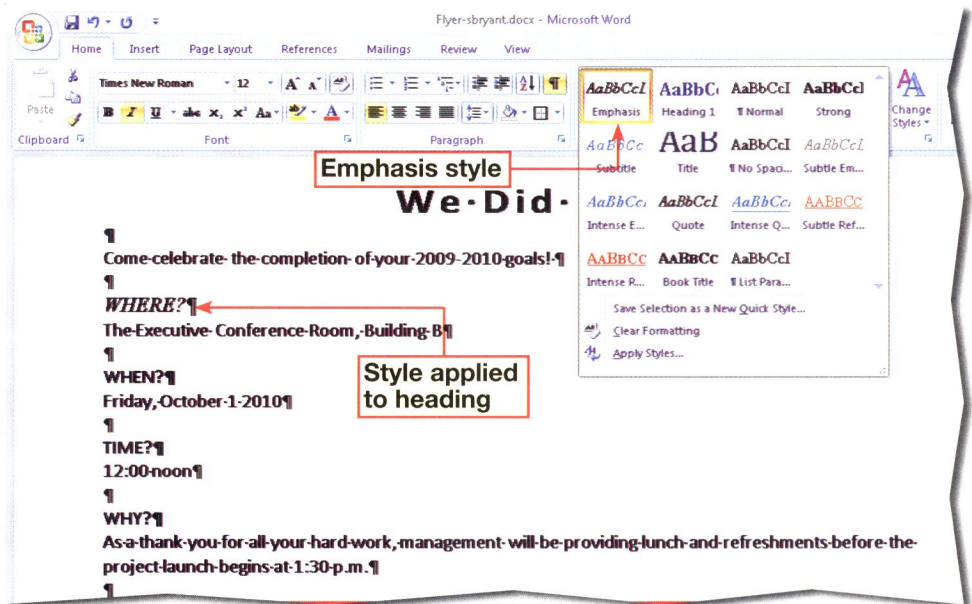 Flyer-sbryant.docx - Microsoft Word
Home Insert Page Layout References Mailings Review View
Times New Roman 12 A A
Paste B I U abc x, x² Aa A
Clipboard Font Paragraph
AaBbCcI AaBbC AaBbCcI AaBbCcI
Emphasis Heading 1 ¶ Normal Strong
AaBbCc. AaB AaBbCcI AaBbCcI
Subtitle Title ¶ No Spaci... Subtle Em...
AaBbCcI AaBbCcI AaBbCcI AABBCC
Intense E... Quote Intense Q... Subtle Ref...
AABBCC AABBCC AaBbCcI
Intense R... Book Title ¶ List Para...
Save Selection as a New Quick Style...
Clear Formatting
Apply Styles...
Change
Styles
Emphasis style
We·Did·
¶
Come·celebrate·the·completion·of·your·2009-2010·goals!·¶
¶
WHERE?¶
The·Executive·Conference·Room,·Building·B¶
¶
Style applied
to heading
WHEN?¶
Friday,·October·1·2010¶
¶
TIME?¶
12:00·noon¶
¶
WHY?¶
As·a·thank·you·for·all·your·hard·work,·management·will·be·providing·lunch·and·refreshments·before·the·
project·launch·begins·at·1:30·p.m.¶
¶